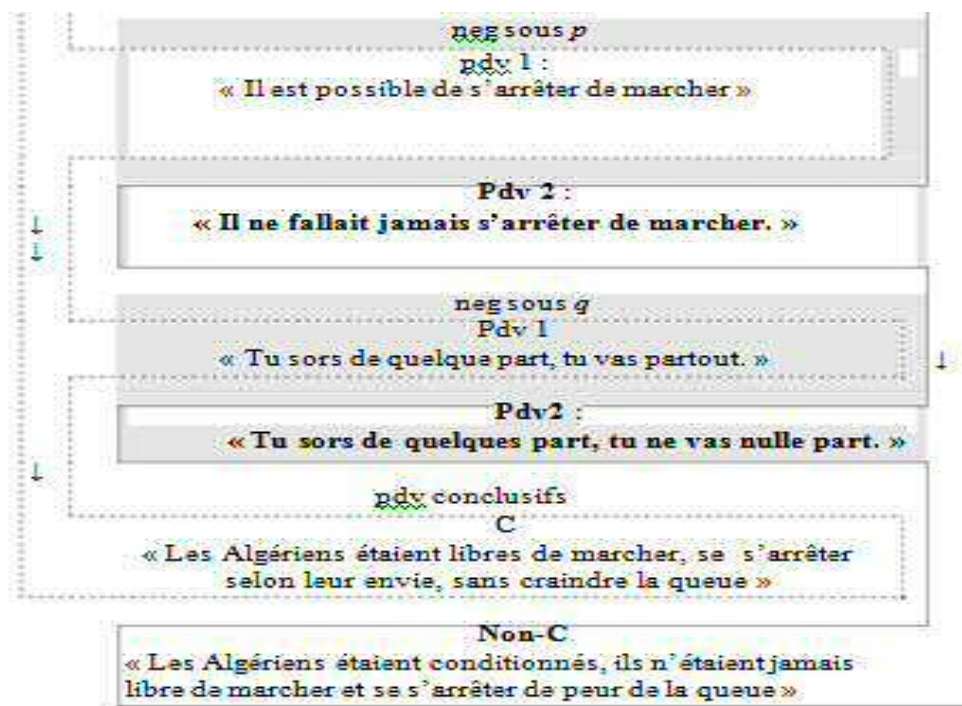 neg sous p
pdv 1 :
« Il est possible de s’arrêter de marcher »
Pdv 2 :
« Il ne fallait jamais s’arrêter de marcher. »
neg sous q
Pdv 1
« Tu sors de quelque part, tu vas partout. »
Pdv2 :
« Tu sors de quelques part, tu ne vas nulle part. »
pdv conclusifs
C
« Les Algériens étaient libres de marcher, se s’arrêter
selon leur envie, sans craindre la queue »
Non-C
« Les Algériens étaient conditionnés, ils n’étaient jamais
libre de marcher et se s’arrêter de peur de la queue »